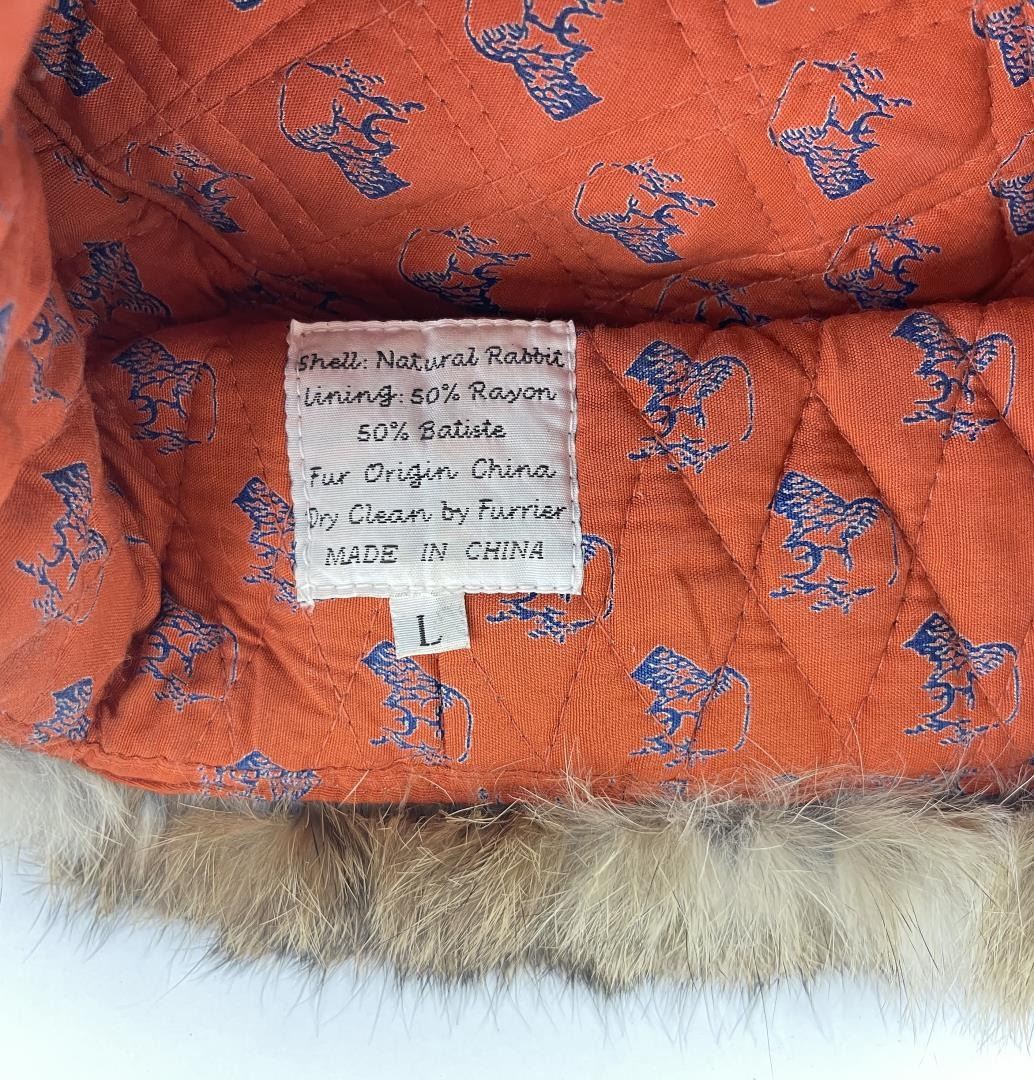 Shell: Natural Rabbit
Lining: 50% Rayon
50% Batiste
Fur Origin China
Dry Clean by Furrier
MADE IN CHINA
L